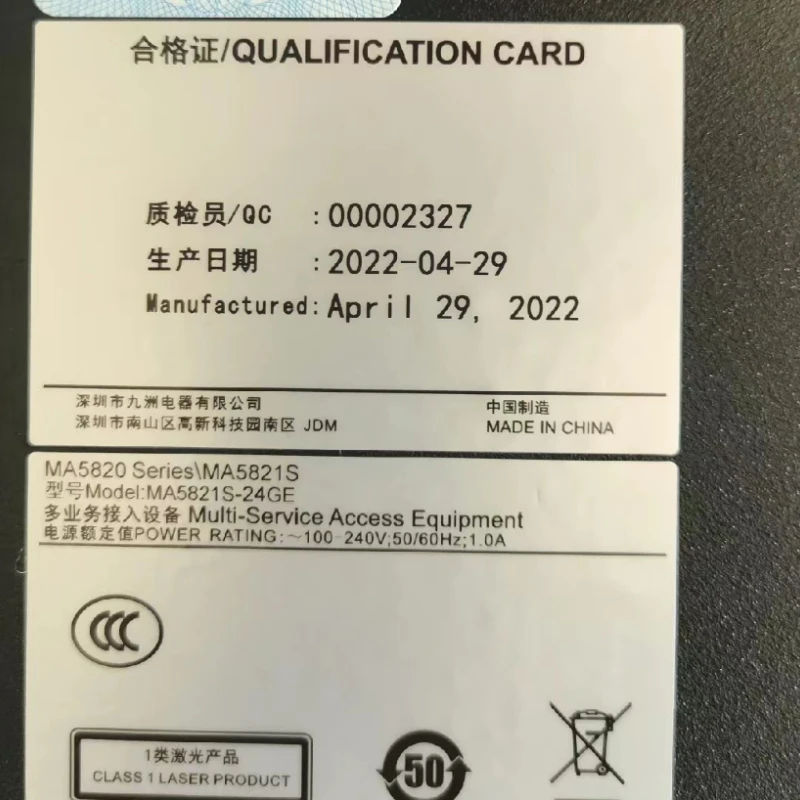 合格证/QUALIFICATION CARD
质检员/QC :00002327
生产日期 :2022-04-29
Manufactured:April 29, 2022
深圳市九洲电器有限公司 中国制造
深圳市南山区高新科技园南区 JDM MADE IN CHINA
MA5820 Series\MA5821S
型号Model:MA5821S-24GE
多业务接入设备 Multi-Service Access Equipment
电源额定值POWER RATING:~100-240V;50/60Hz;1.0A
CCC
1类激光产品
CLASS 1 LASER PRODUCT
50